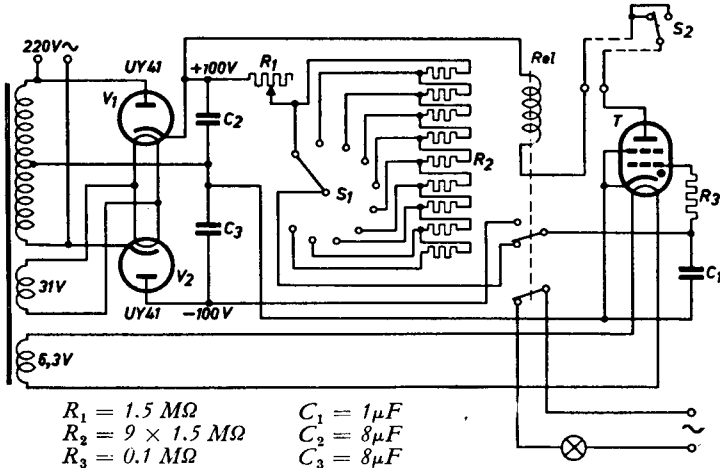 220V~
UY41
+100V
R1
Rel
S2
V1
C2
T
R2
S1
R3
C3
V2
31V
C1
UY41
-100V
6,3V
R1 = 1.5 MΩ
C1 = 1μF
R2 = 9 × 1.5 MΩ
C2 = 8μF
R3 = 0.1 MΩ
C3 = 8μF
~